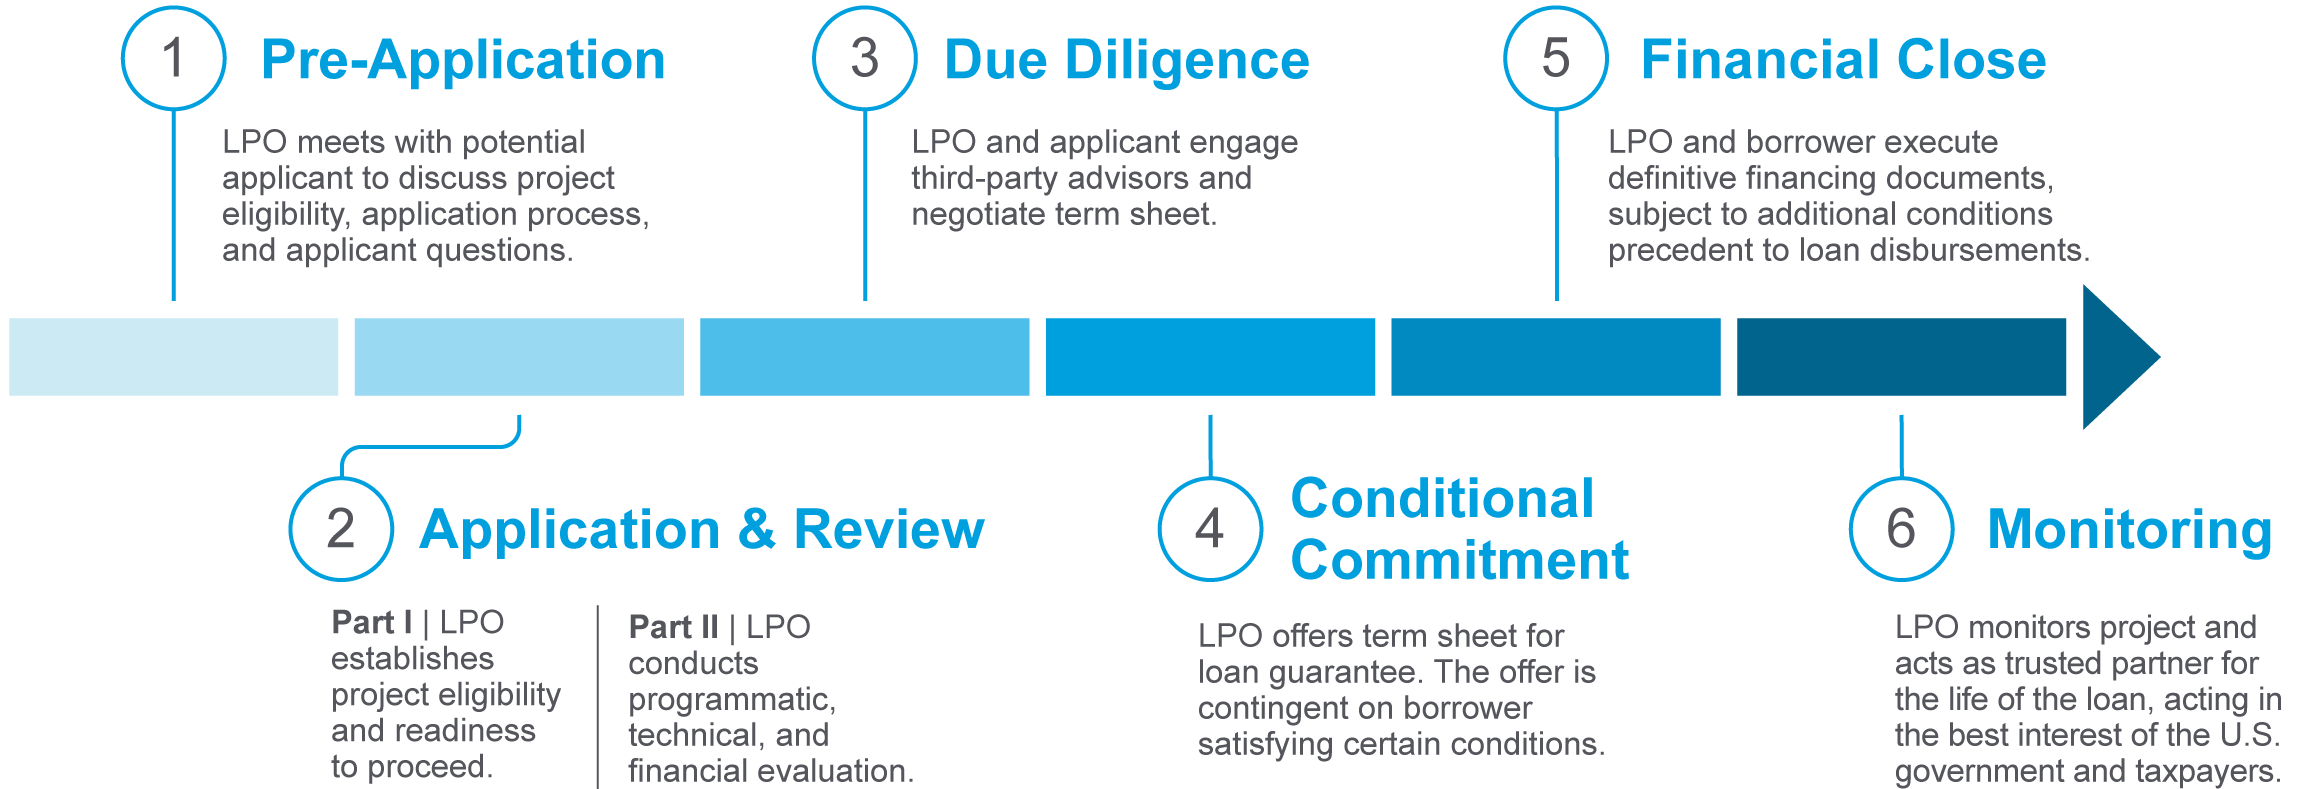 1
Pre-Application
LPO meets with potential
applicant to discuss project
eligibility, application process,
and applicant questions.
2
Application & Review
Part I | LPO
establishes
project eligibility
and readiness
to proceed.
Part II | LPO
conducts
programmatic,
technical, and
financial evaluation.
3
Due Diligence
LPO and applicant engage
third-party advisors and
negotiate term sheet.
4
Conditional
Commitment
LPO offers term sheet for
loan guarantee. The offer is
contingent on borrower
satisfying certain conditions.
5
Financial Close
LPO and borrower execute
definitive financing documents,
subject to additional conditions
precedent to loan disbursements.
6
Monitoring
LPO monitors project and
acts as trusted partner for
the life of the loan, acting in
the best interest of the U.S.
government and taxpayers.